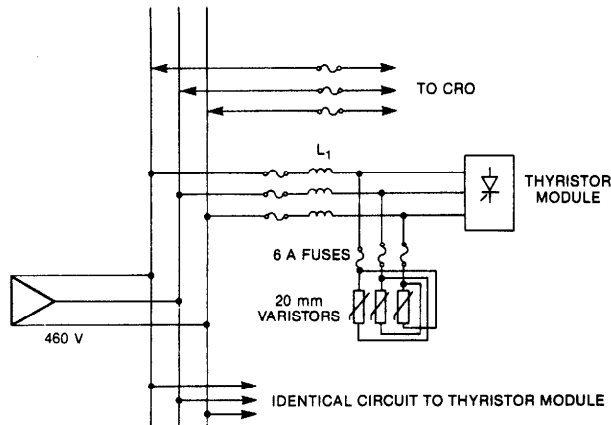 TO CRO
L1
THYRISTOR
MODULE
6 A FUSES
20 mm
VARISTORS
460 V
IDENTICAL CIRCUIT TO THYRISTOR MODULE